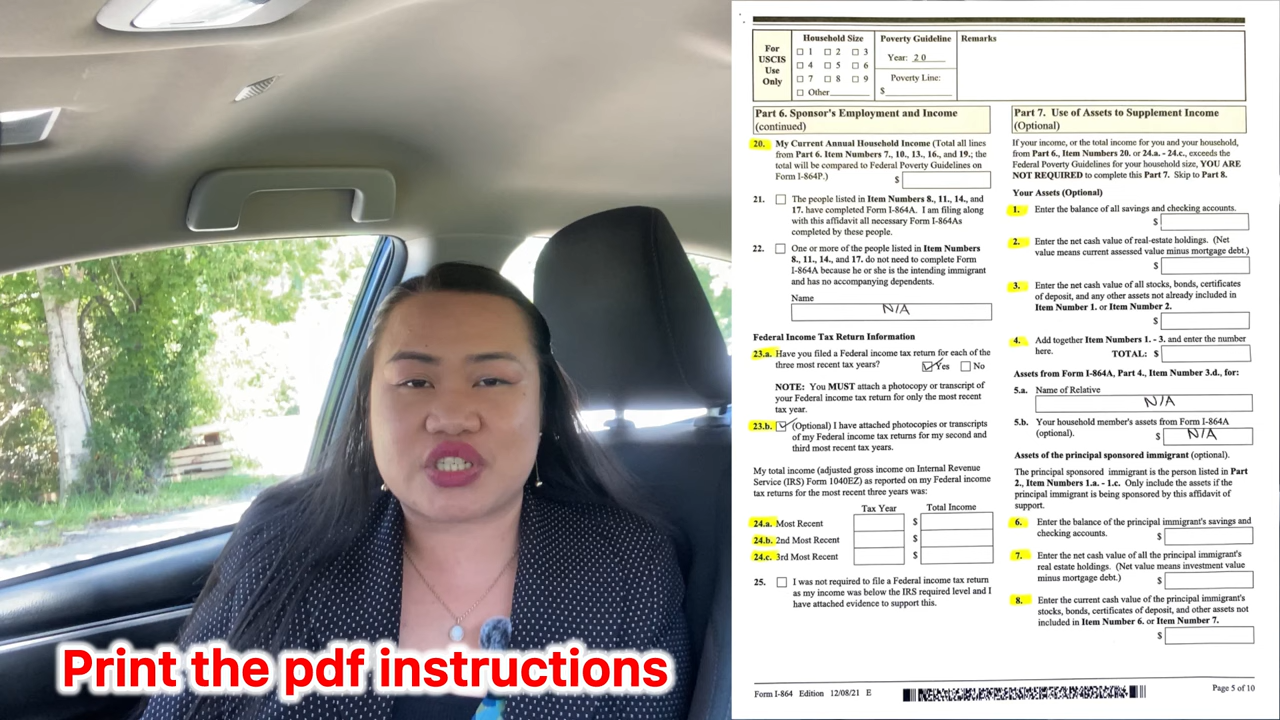 For
USCIS
Use
Only
Household Size
1 2 3
4 5 6
7 8 9
Other
Poverty Guideline
Year: 2 0
Poverty Line:
$
Remarks
Part 6. Sponsor's Employment and Income
(continued)
20. My Current Annual Household Income (Total all
lines from Part 6. Item Numbers 7., 10., 13., 16., and 19.; the
total will be compared to Federal Poverty Guidelines on
Form I-864P.) $
21. The people listed in Item Numbers 8., 11., 14., and
17. have completed Form I-864A. I am filing along
with this affidavit all necessary Form I-864As
completed by these people.
22. One or more of the people listed in Item Numbers
8., 11., 14., and 17. do not need to complete Form
I-864A because he or she is the intending immigrant
and has no accompanying dependents.
Name
N/A
Federal Income Tax Return Information
23.a. Have you filed a Federal income tax return for each of the
three most recent tax years? Yes No
NOTE: You MUST attach a photocopy or transcript of
your Federal income tax return for only the most recent
tax year.
23.b. (Optional) I have attached photocopies or transcripts
of my Federal income tax returns for my second and
third most recent tax years.
My total income (adjusted gross income on Internal Revenue
Service (IRS) Form 1040EZ) as reported on my Federal income
tax returns for the most recent three years was:
Tax Year Total Income
24.a. Most Recent $
24.b. 2nd Most Recent $
24.c. 3rd Most Recent $
25. I was not required to file a Federal income tax return
as my income was below the IRS required level and I
have attached evidence to support this.
Part 7. Use of Assets to Supplement Income
(Optional)
If your income, or the total income for you and your household,
from Part 6., Item Numbers 20. or 24.a. - 24.c., exceeds the
Federal Poverty Guidelines for your household size, YOU ARE
NOT REQUIRED to complete this Part 7. Skip to Part 8.
Your Assets (Optional)
1. Enter the balance of all savings and checking accounts.
$
2. Enter the net cash value of real-estate holdings. (Net
value means current assessed value minus mortgage debt.)
$
3. Enter the net cash value of all stocks, bonds, certificates
of deposit, and any other assets not already included in
Item Number 1. or Item Number 2.
$
4. Add together Item Numbers 1. - 3. and enter the number
here. TOTAL: $
Assets from Form I-864A, Part 4., Item Number 3.d., for:
5.a. Name of Relative
N/A
5.b. Your household member's assets from Form I-864A
(optional). $ N/A
Assets of the principal sponsored immigrant (optional).
The principal sponsored immigrant is the person listed in Part
2., Item Numbers 1.a. - 1.c. Only include the assets if the
principal immigrant is being sponsored by this affidavit of
support.
6. Enter the balance of the principal immigrant's savings and
checking accounts. $
7. Enter the net cash value of all the principal immigrant's
real estate holdings. (Net value means investment value
minus mortgage debt.) $
8. Enter the current cash value of the principal immigrant's
stocks, bonds, certificates of deposit, and other assets not
included in Item Number 6. or Item Number 7.
$
Form I-864 Edition 12/08/21 E
Page 5 of 10
Print the pdf instructions